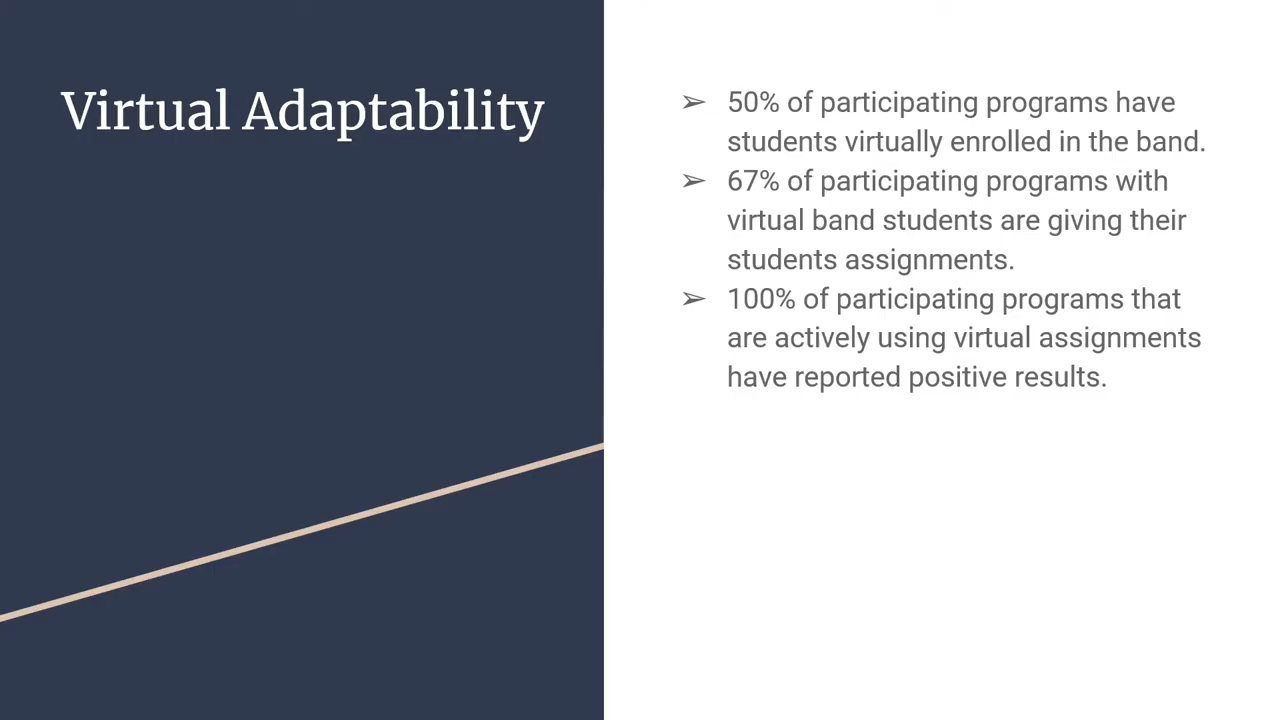 Virtual Adaptability
➢ 50% of participating programs have
students virtually enrolled in the band.
➢ 67% of participating programs with
virtual band students are giving their
students assignments.
➢ 100% of participating programs that
are actively using virtual assignments
have reported positive results.